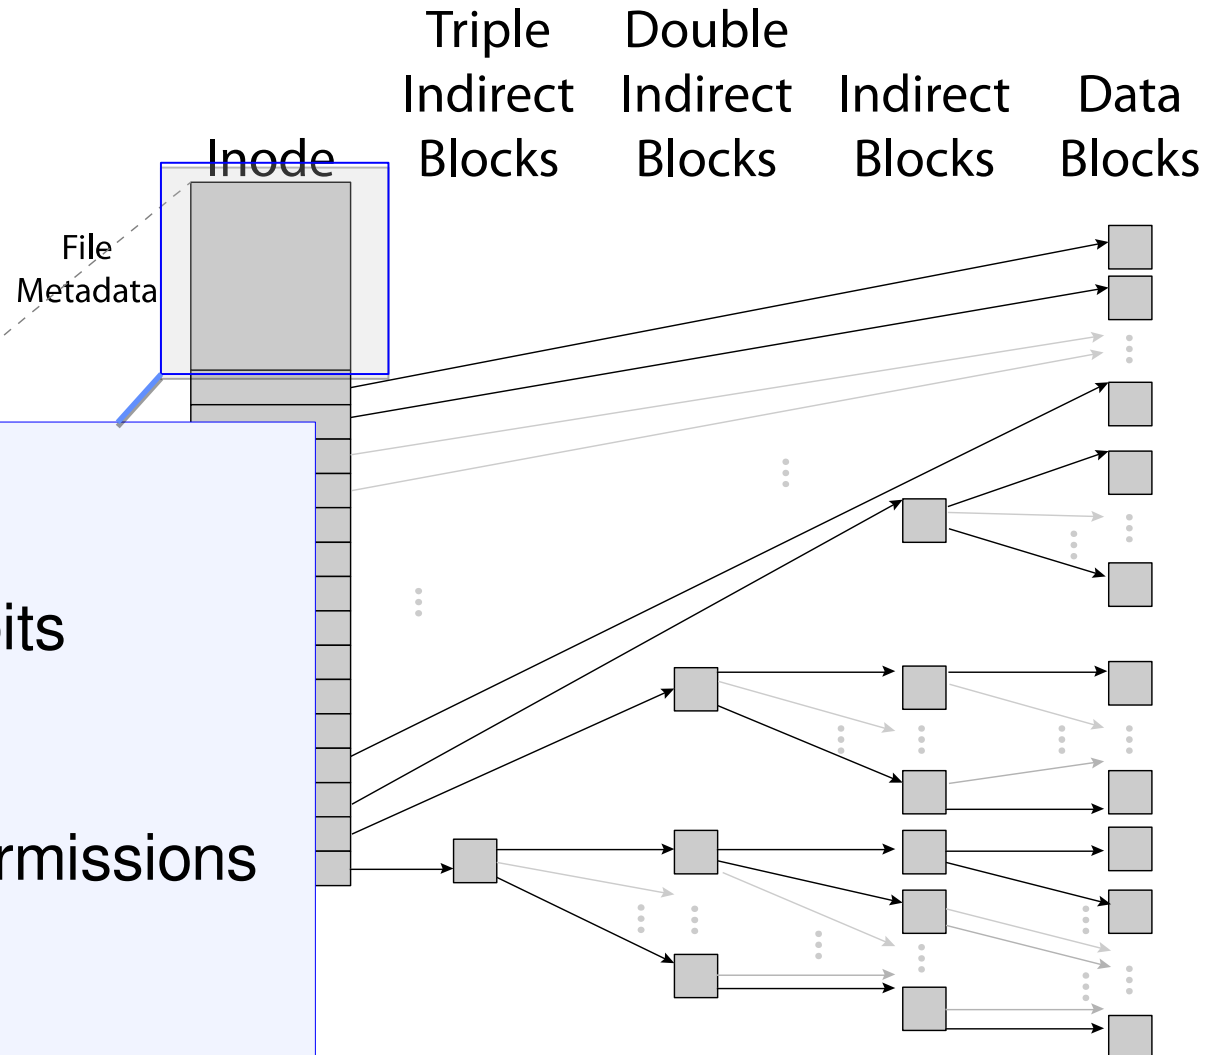 Triple Double
Indirect Indirect Indirect Data
Inode Blocks Blocks Blocks Blocks
File
Metadata
its
rmissions